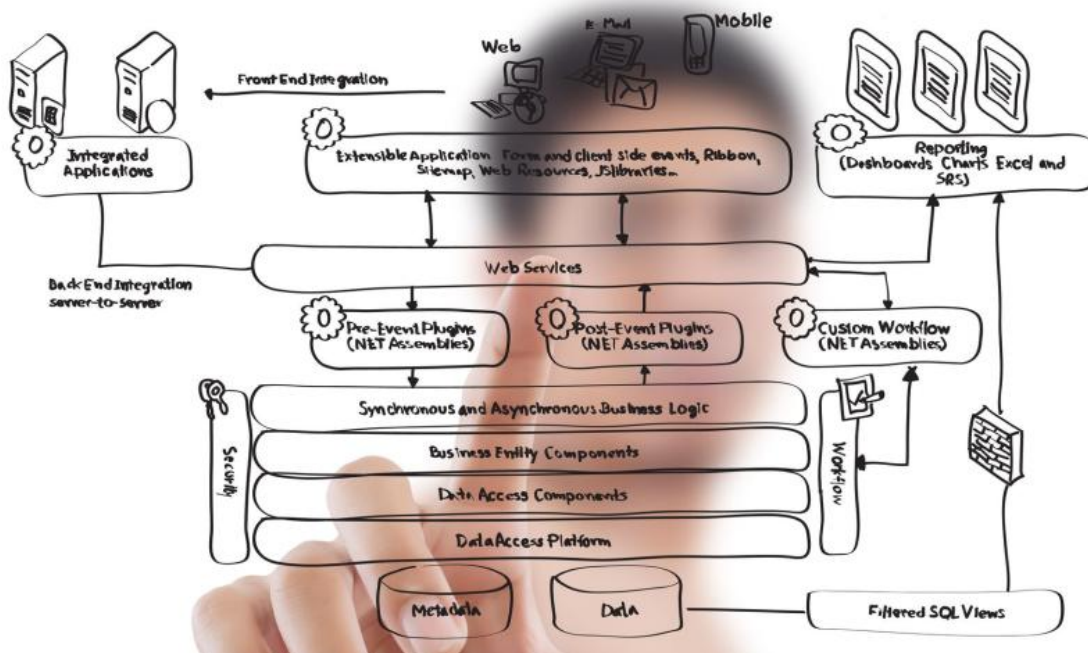 Web
E-Mail
Mobile
Front End Integration
Integrated
Applications
Extensible Application Form and client side events, Ribbon,
Sitemap, Web Resources, JSlibraries...
Reporting
(Dashboards Charts Excel and
SRS)
Web Services
Back End Integration
server-to-server
Pre-Event Plugins
(NET Assemblies)
Post-Event Plugins
(NET Assemblies)
Custom Workflow
(NET Assemblies)
Synchronous and Asynchronous Business Logic
Security
Workflow
Business Entity Components
Data Access Components
Data Access Platform
Metadata
Data
Filtered SQL Views